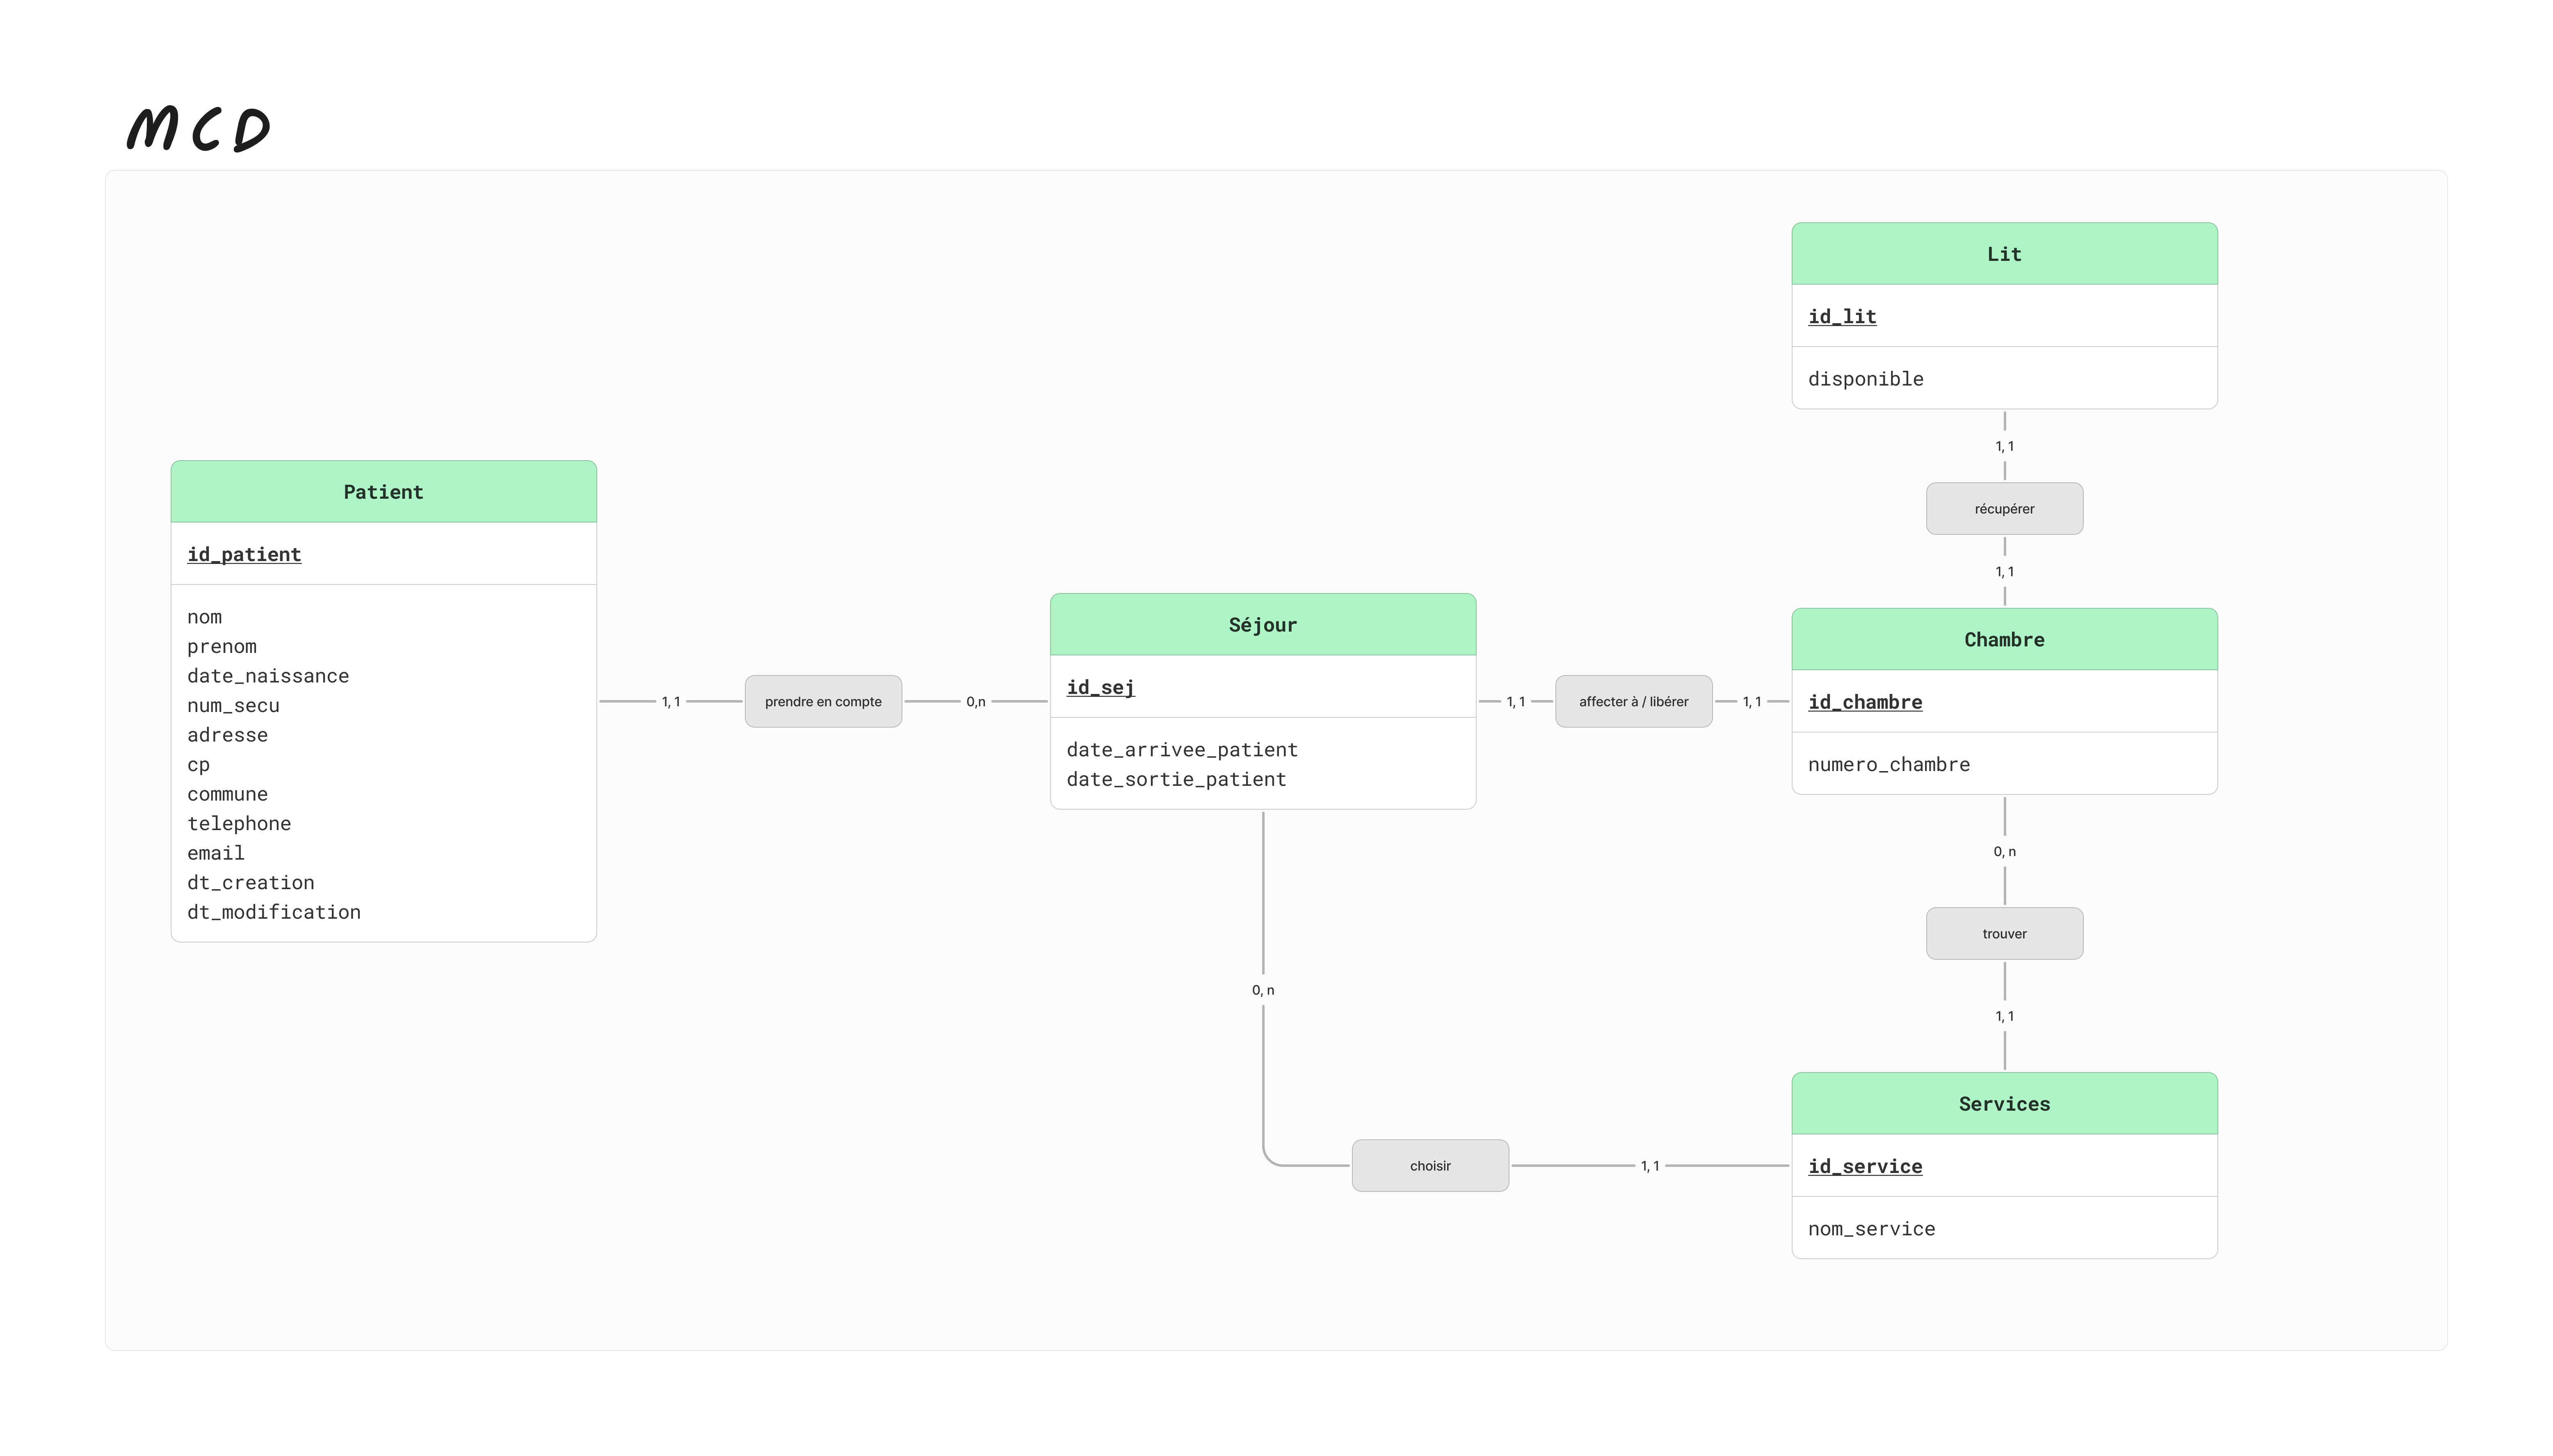 MCD
Lit
id_lit
disponible
1, 1
récupérer
1, 1
Patient
id_patient
nom
prenom
date_naissance
num_secu
adresse
cp
commune
telephone
email
dt_creation
dt_modification
1, 1
prendre en compte
0,n
Séjour
id_sej
date_arrivee_patient
date_sortie_patient
1, 1
affecter à / libérer
1, 1
Chambre
id_chambre
numero_chambre
0, n
trouver
1, 1
0, n
choisir
1, 1
Services
id_service
nom_service